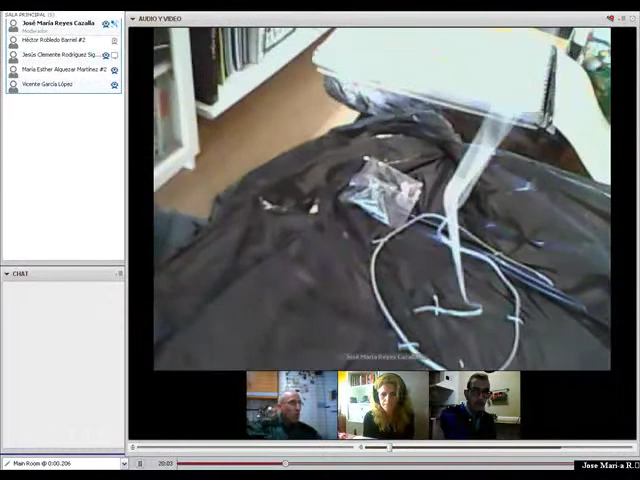 SALA PRINCIPAL (5)
José María Reyes Cazalla
Moderador
Héctor Robledo Barriel #2
Jesús Clemente Rodríguez Sig...
María Esther Alquezar Martínez #2
Vicente García López
AUDIO Y VIDEO
CHAT
José María Reyes Cazalla
Main Room @ 0:00.206
20:03
Jose Mari-a R.